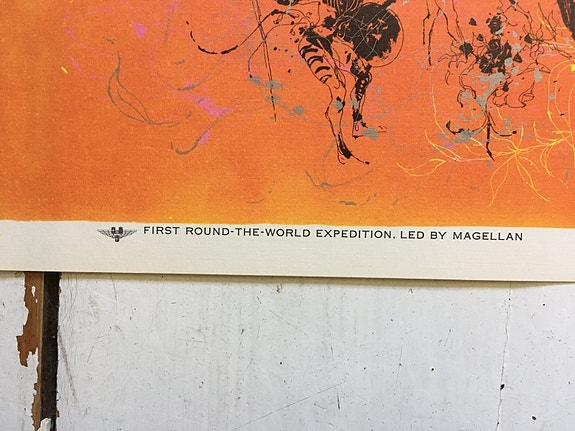 FIRST ROUND-THE-WORLD EXPEDITION, LED BY MAGELLAN